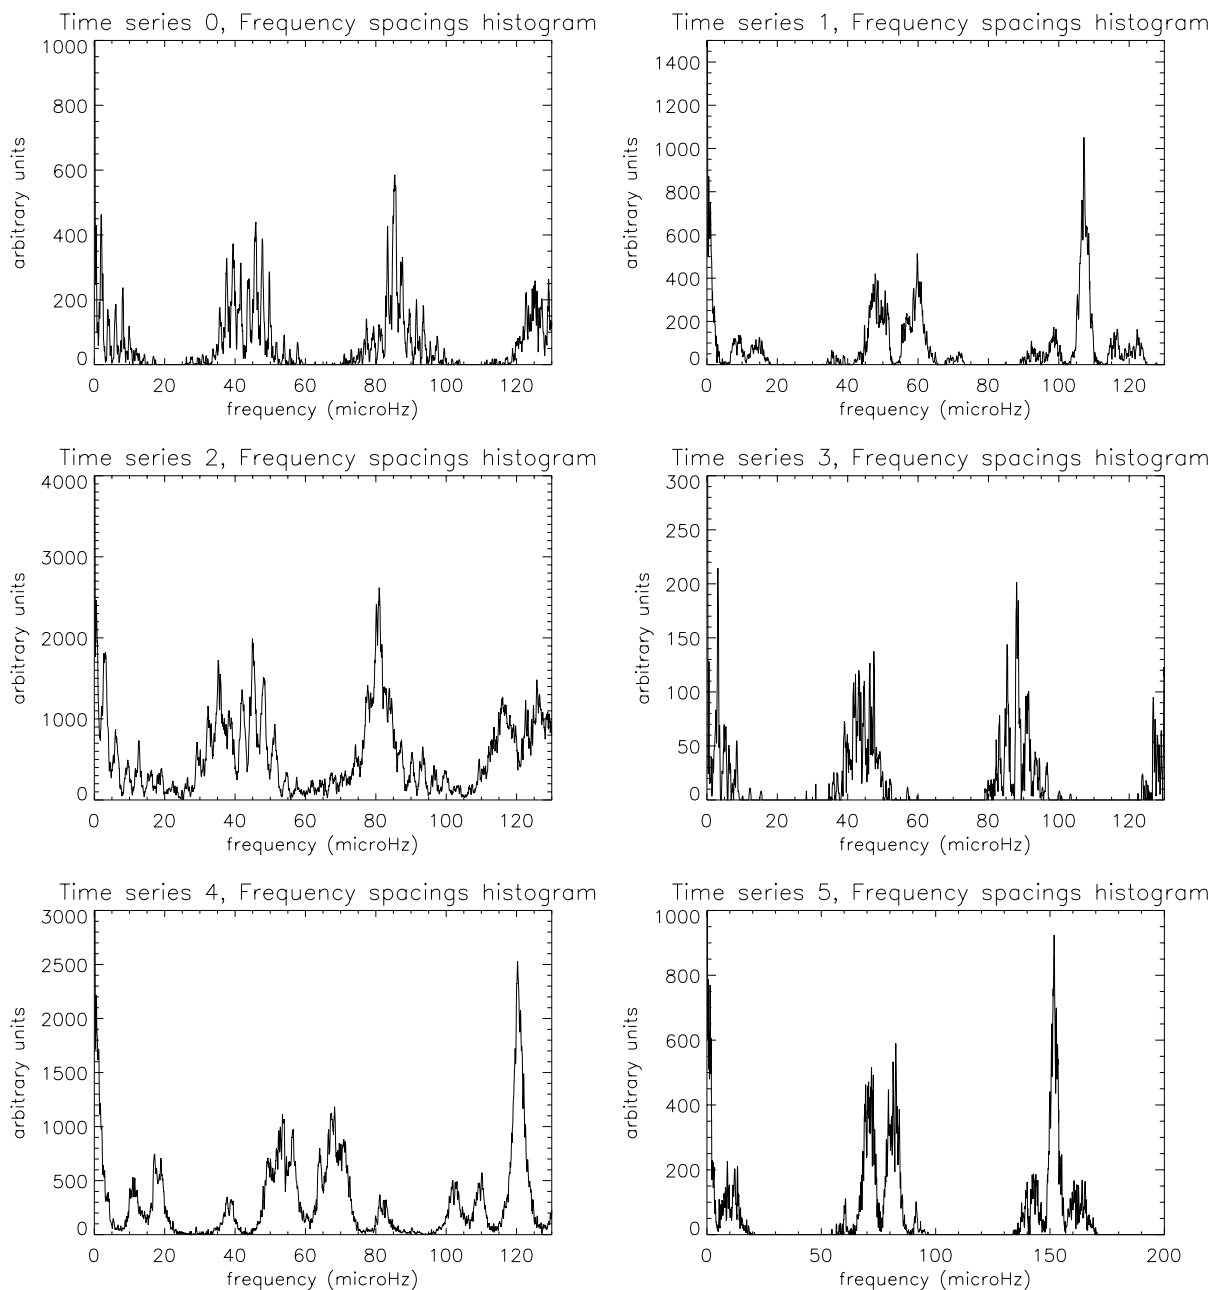 Time series 0, Frequency spacings histogram
1000
800
600
400
200
0
arbitrary units
0 20 40 60 80 100 120
frequency (microHz)
Time series 1, Frequency spacings histogram
1400
1200
1000
800
600
400
200
0
arbitrary units
0 20 40 60 80 100 120
frequency (microHz)
Time series 2, Frequency spacings histogram
4000
3000
2000
1000
0
arbitrary units
0 20 40 60 80 100 120
frequency (microHz)
Time series 3, Frequency spacings histogram
300
250
200
150
100
50
0
arbitrary units
0 20 40 60 80 100 120
frequency (microHz)
Time series 4, Frequency spacings histogram
3000
2500
2000
1500
1000
500
0
arbitrary units
0 20 40 60 80 100 120
frequency (microHz)
Time series 5, Frequency spacings histogram
1000
800
600
400
200
0
arbitrary units
0 50 100 150 200
frequency (microHz)